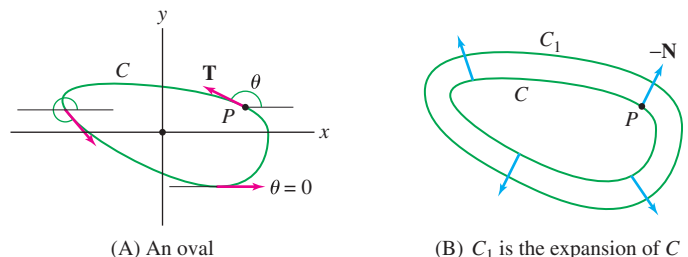 y
C
T
θ
P
x
θ = 0
(A) An oval
C₁
−N
C
P
(B) C₁ is the expansion of C